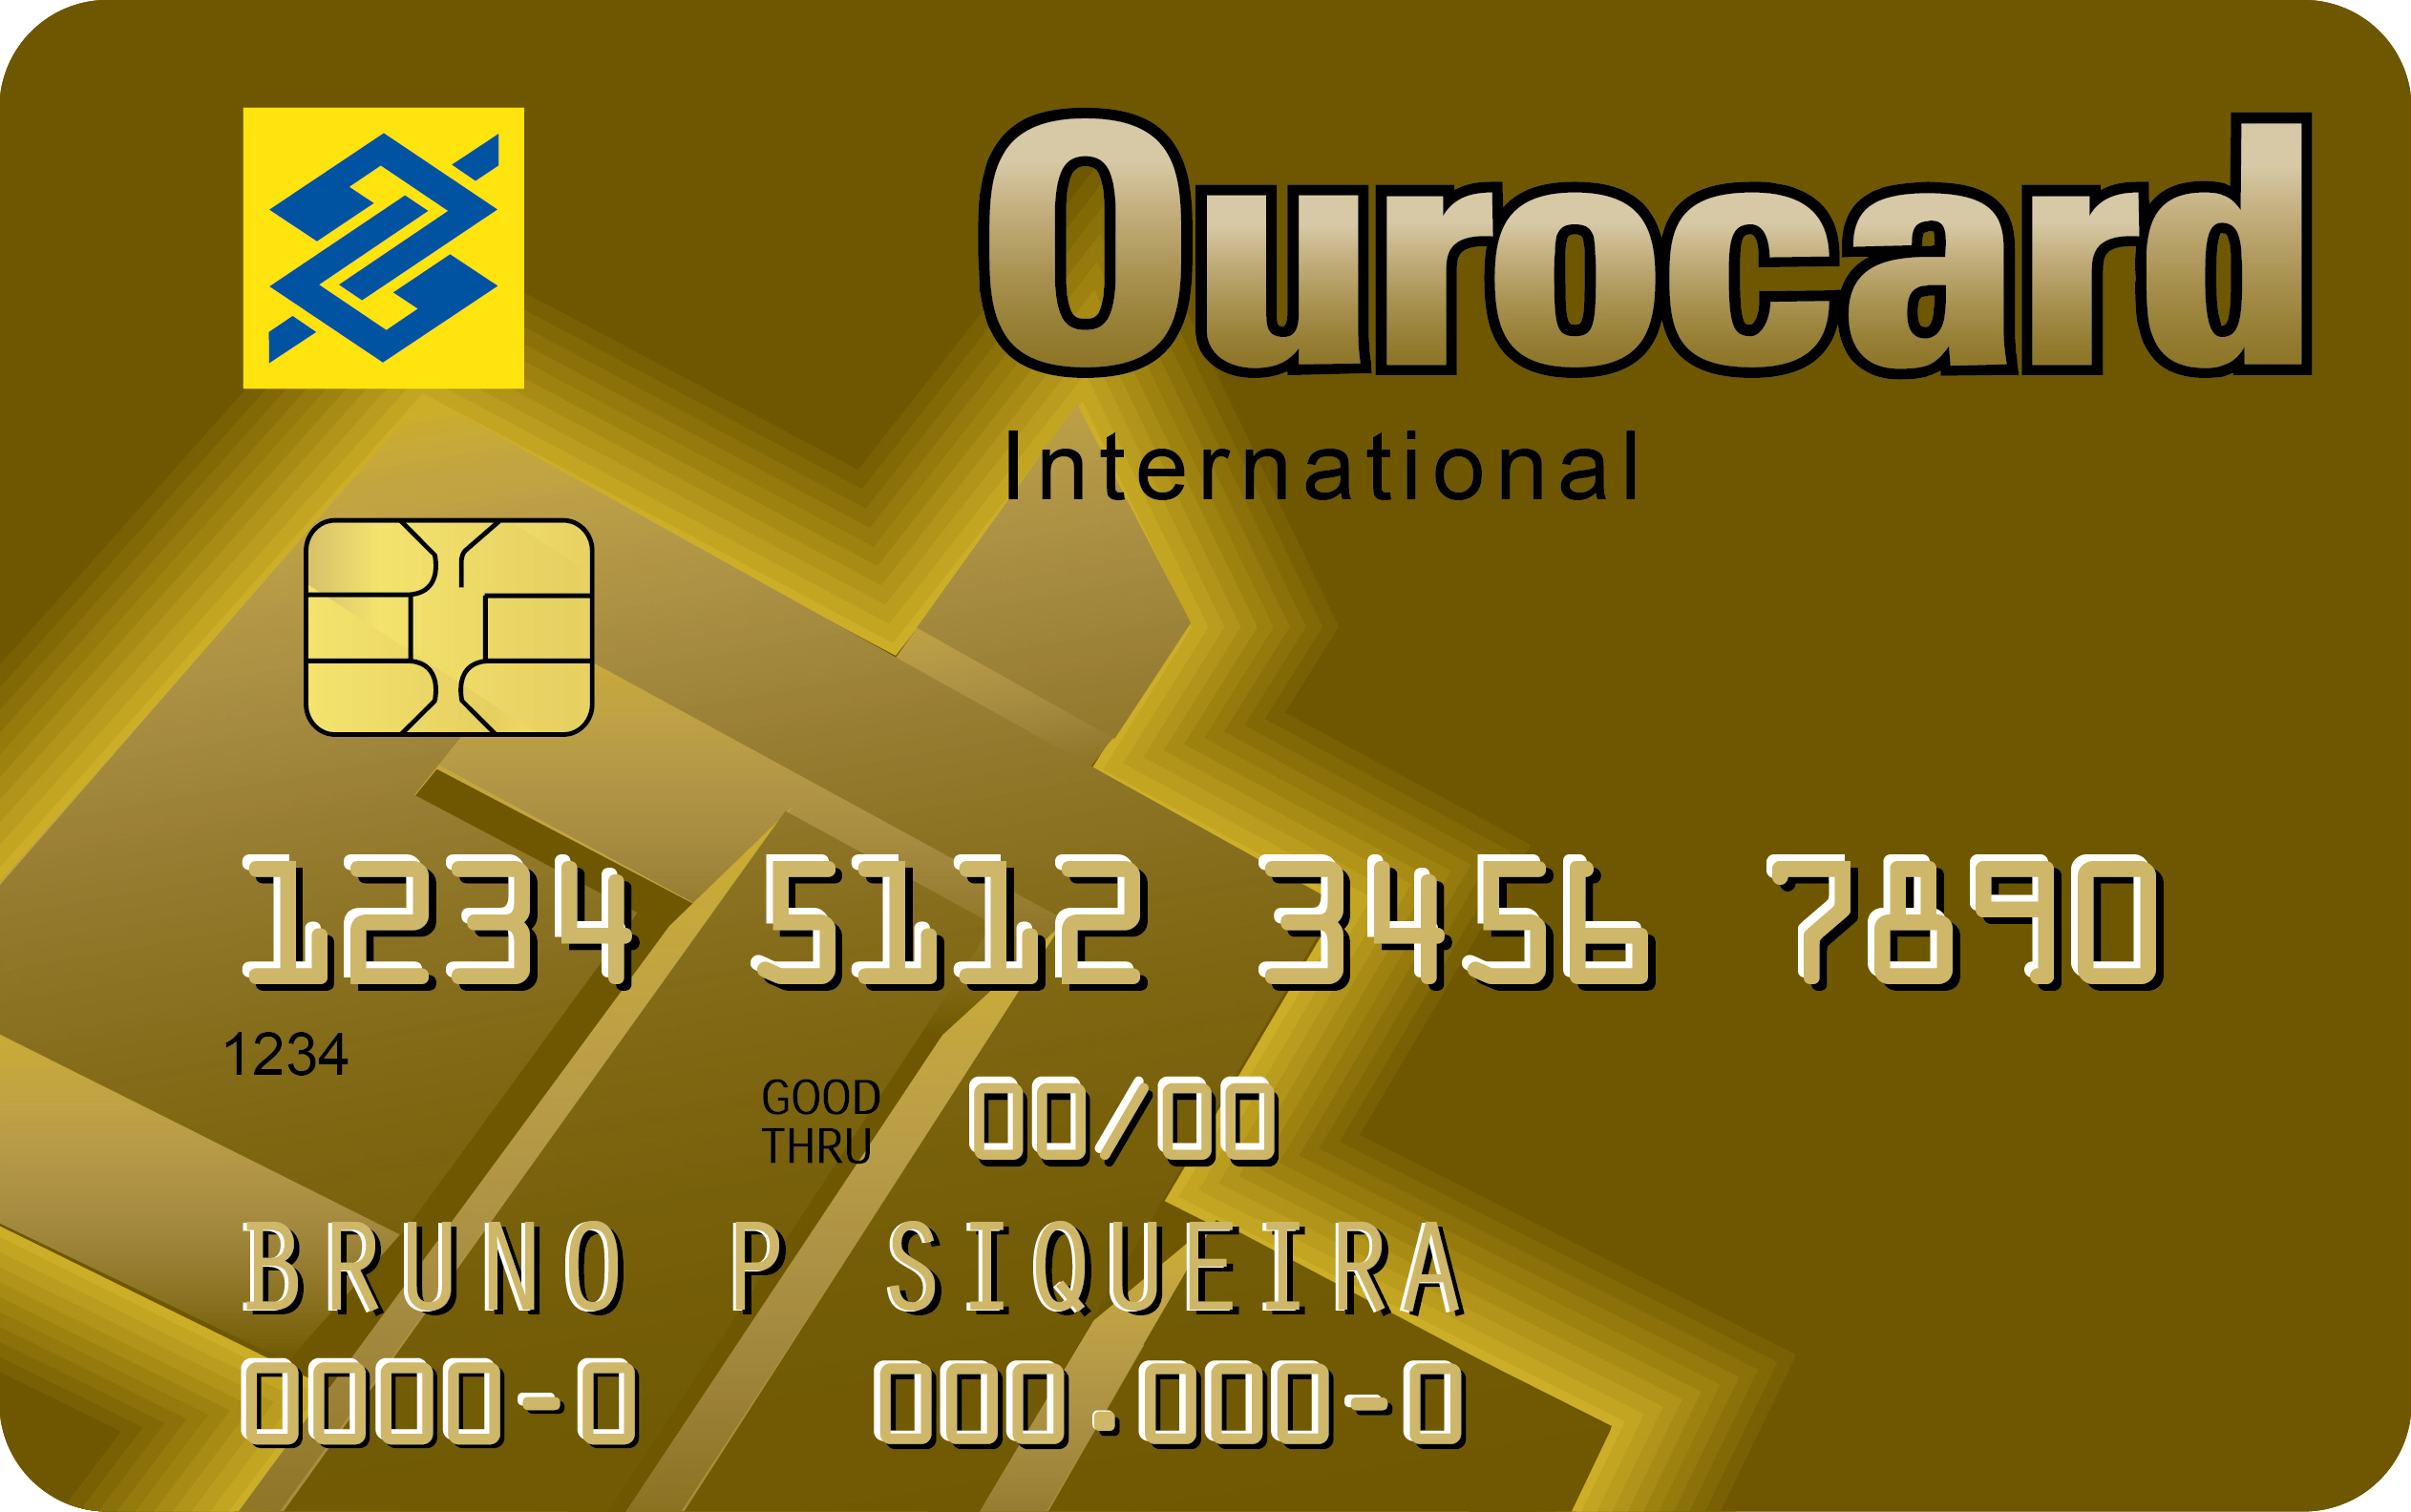 Ourocard
International
1234 5112 3456 7890
1234
GOOD
THRU
00/00
BRUNO P SIQUEIRA
0000-0 000.000-0